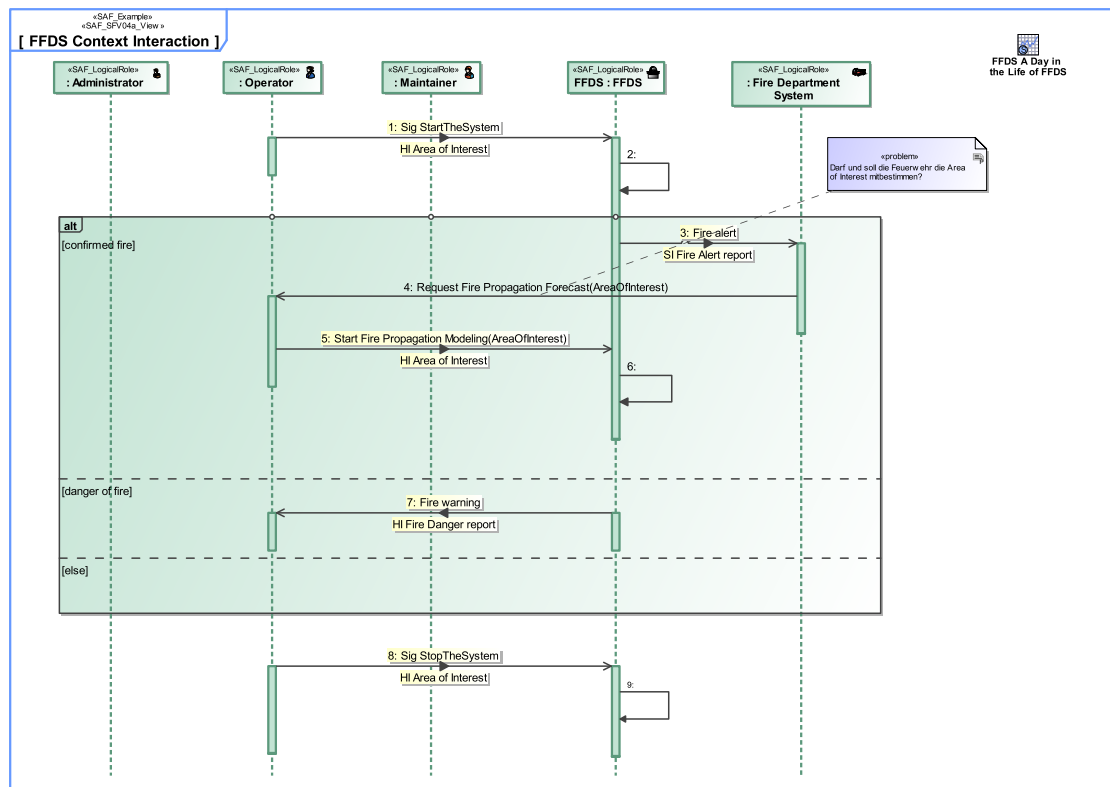 «SAF_Example»
«SAF_SFV04a_View »
[ FFDS Context Interaction ]
FFDS A Day in
the Life of FFDS
«SAF_LogicalRole»
: Administrator
«SAF_LogicalRole»
: Operator
«SAF_LogicalRole»
: Maintainer
«SAF_LogicalRole»
FFDS : FFDS
«SAF_LogicalRole»
: Fire Department
System
1: Sig StartTheSystem
HI Area of Interest
2:
«problem»
Darf und soll die Feuerwehr die Area
of Interest mitbestimmen?
alt
[confirmed fire]
3: Fire alert
SI Fire Alert report
4: Request Fire Propagation Forecast(AreaOfInterest)
5: Start Fire Propagation Modeling(AreaOfInterest)
HI Area of Interest
6:
[danger of fire]
7: Fire warning
HI Fire Danger report
[else]
8: Sig StopTheSystem
HI Area of Interest
9: